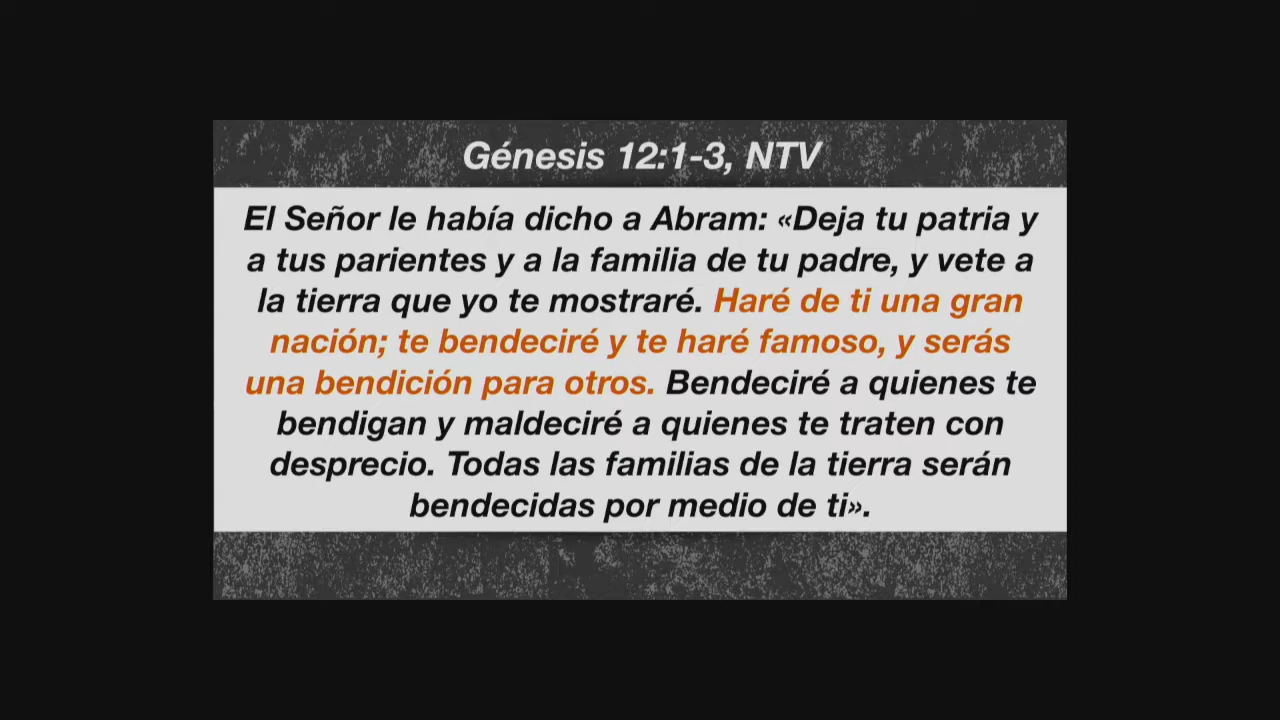 Génesis 12:1-3, NTV
El Señor le había dicho a Abram: «Deja tu patria y
a tus parientes y a la familia de tu padre, y vete a
la tierra que yo te mostraré. Haré de ti una gran
nación; te bendeciré y te haré famoso, y serás
una bendición para otros. Bendeciré a quienes te
bendigan y maldeciré a quienes te traten con
desprecio. Todas las familias de la tierra serán
bendecidas por medio de ti».